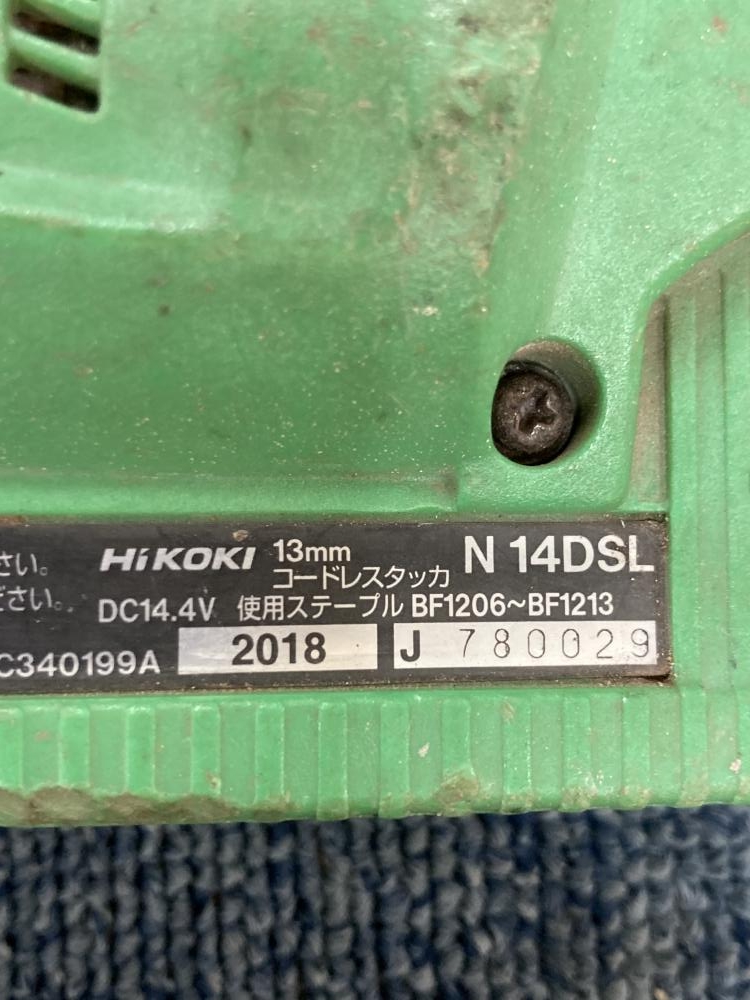 さい。
ださい。
HiKOKI 13mm コードレスタッカ N 14DSL
DC14.4V 使用ステープル BF1206～BF1213
C340199A 2018 J 780029